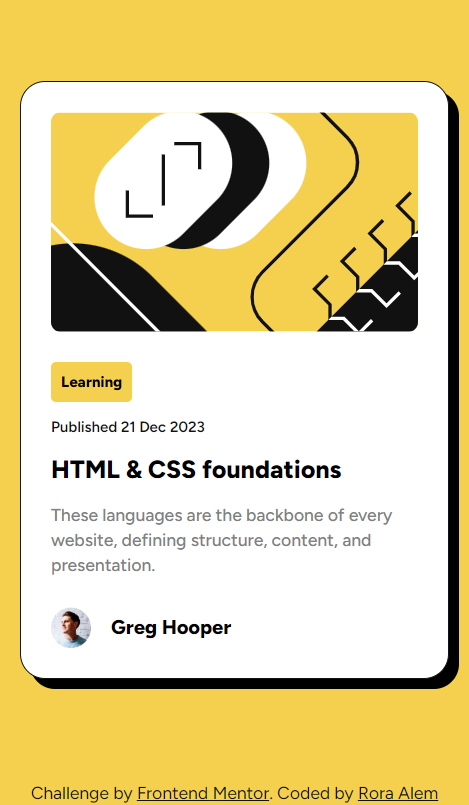 Learning
Published 21 Dec 2023
HTML & CSS foundations
These languages are the backbone of every
website, defining structure, content, and
presentation.
Greg Hooper
Challenge by Frontend Mentor. Coded by Rora Alem